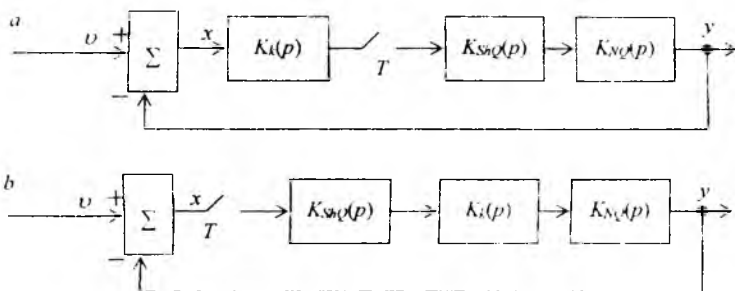 a
υ + Σ x K_k(p) T K_ShQ(p) K_NQ(p) y
−
b
υ + Σ x T K_ShQ(p) K_k(p) K_NQ(p) y
−